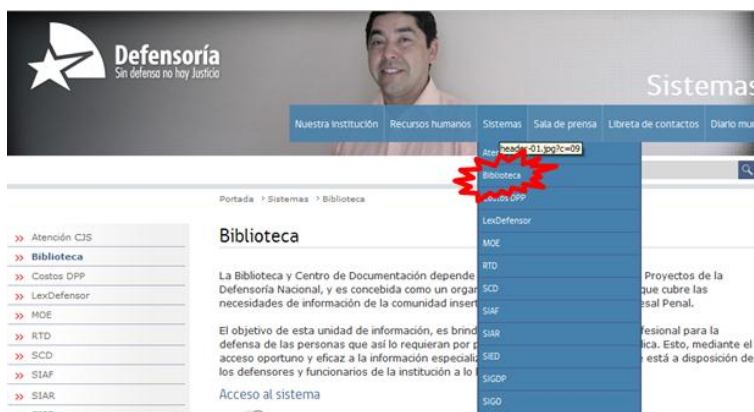 Defensoría
Sin defensa no hay Justicia
Sistemas
Nuestra Institución Recursos humanos Sistemas Sala de prensa Libreta de contactos Diario mu
header-01.jpg?c=09
Biblioteca
Costos DPP
LexDefensor
MOE
RTD
SCD
SIAF
SIAR
SIED
SIGDP
SIGO
Portada > Sistemas > Biblioteca
» Atención CJS
» Biblioteca
» Costos DPP
» LexDefensor
» MOE
» RTD
» SCD
» SIAF
» SIAR
Biblioteca
La Biblioteca y Centro de Documentación depende Proyectos de la
Defensoría Nacional, y es concebida como un organ que cubre las
necesidades de información de la comunidad insert esal Penal.
El objetivo de esta unidad de información, es brind fesional para la
defensa de las personas que así lo requieran por p lica. Esto, mediante el
acceso oportuno y eficaz a la información especializ está a disposición de
los defensores y funcionarios de la institución a lo
Acceso al sistema